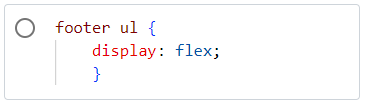 footer ul {
    display: flex;
    }